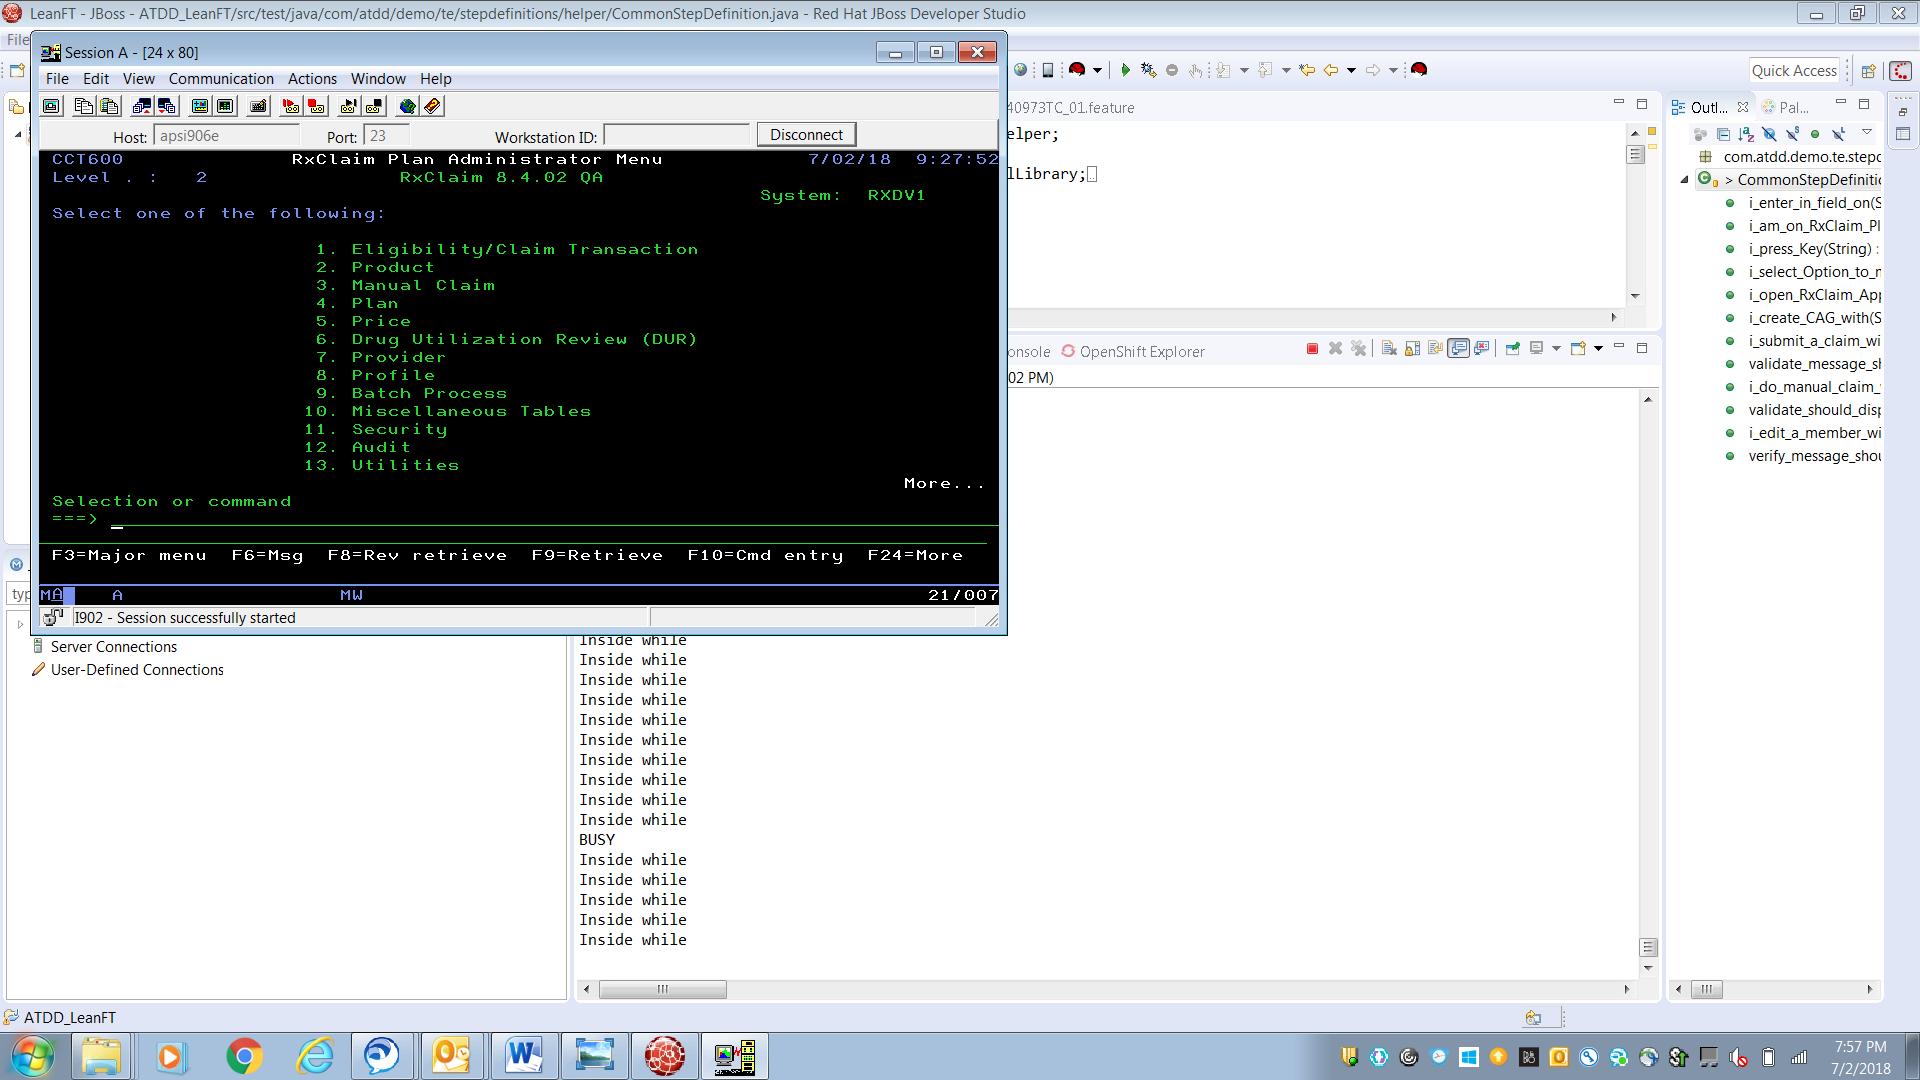 LeanFT - JBoss - ATDD_LeanFT/src/test/java/com/atdd/demo/te/stepdefinitions/helper/CommonStepDefinition.java - Red Hat JBoss Developer Studio
File
Session A - [24 x 80]
File Edit View Communication Actions Window Help
Host: apsi906e Port: 23 Workstation ID: Disconnect
CCT600 RxClaim Plan Administrator Menu 7/02/18 9:27:52
Level . : 2 RxClaim 8.4.02 QA
System: RXDV1
Select one of the following:
1. Eligibility/Claim Transaction
2. Product
3. Manual Claim
4. Plan
5. Price
6. Drug Utilization Review (DUR)
7. Provider
8. Profile
9. Batch Process
10. Miscellaneous Tables
11. Security
12. Audit
13. Utilities
More...
Selection or command
===>
F3=Major menu F6=Msg F8=Rev retrieve F9=Retrieve F10=Cmd entry F24=More
MA A MW 21/007
I902 - Session successfully started
Quick Access
40973TC_01.feature
elper;
lLibrary;
onsole OpenShift Explorer
02 PM)
Outl... Pal...
com.atdd.demo.te.stepd
> CommonStepDefinitic
i_enter_in_field_on(S
i_am_on_RxClaim_Pl
i_press_Key(String) :
i_select_Option_to_n
i_open_RxClaim_App
i_create_CAG_with(S
i_submit_a_claim_wi
validate_message_sh
i_do_manual_claim_
validate_should_disp
i_edit_a_member_wi
verify_message_shou
typ
Server Connections
User-Defined Connections
Inside while
Inside while
Inside while
Inside while
Inside while
Inside while
Inside while
Inside while
Inside while
Inside while
BUSY
Inside while
Inside while
Inside while
Inside while
Inside while
ATDD_LeanFT
7:57 PM
7/2/2018